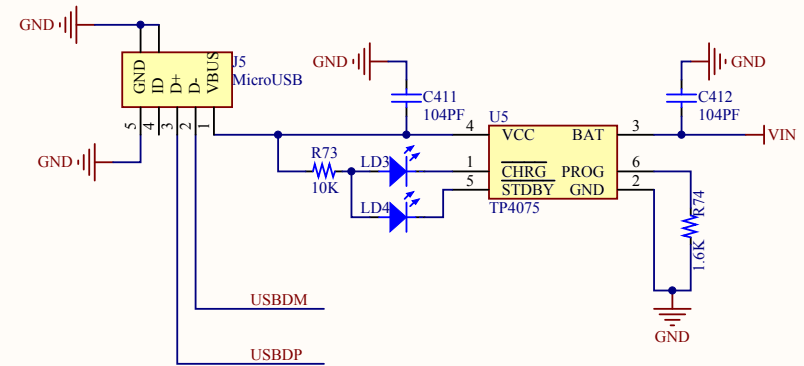 GND
GND
ID
D+
D-
VBUS
5
4
3
2
1
J5
MicroUSB
GND
GND
C411
104PF
GND
C412
104PF
R73
10K
LD3
LD4
U5
4
VCC
BAT
3
1
CHRG
PROG
6
5
STDBY
GND
2
TP4075
VIN
R74
1.6K
GND
USBDM
USBDP